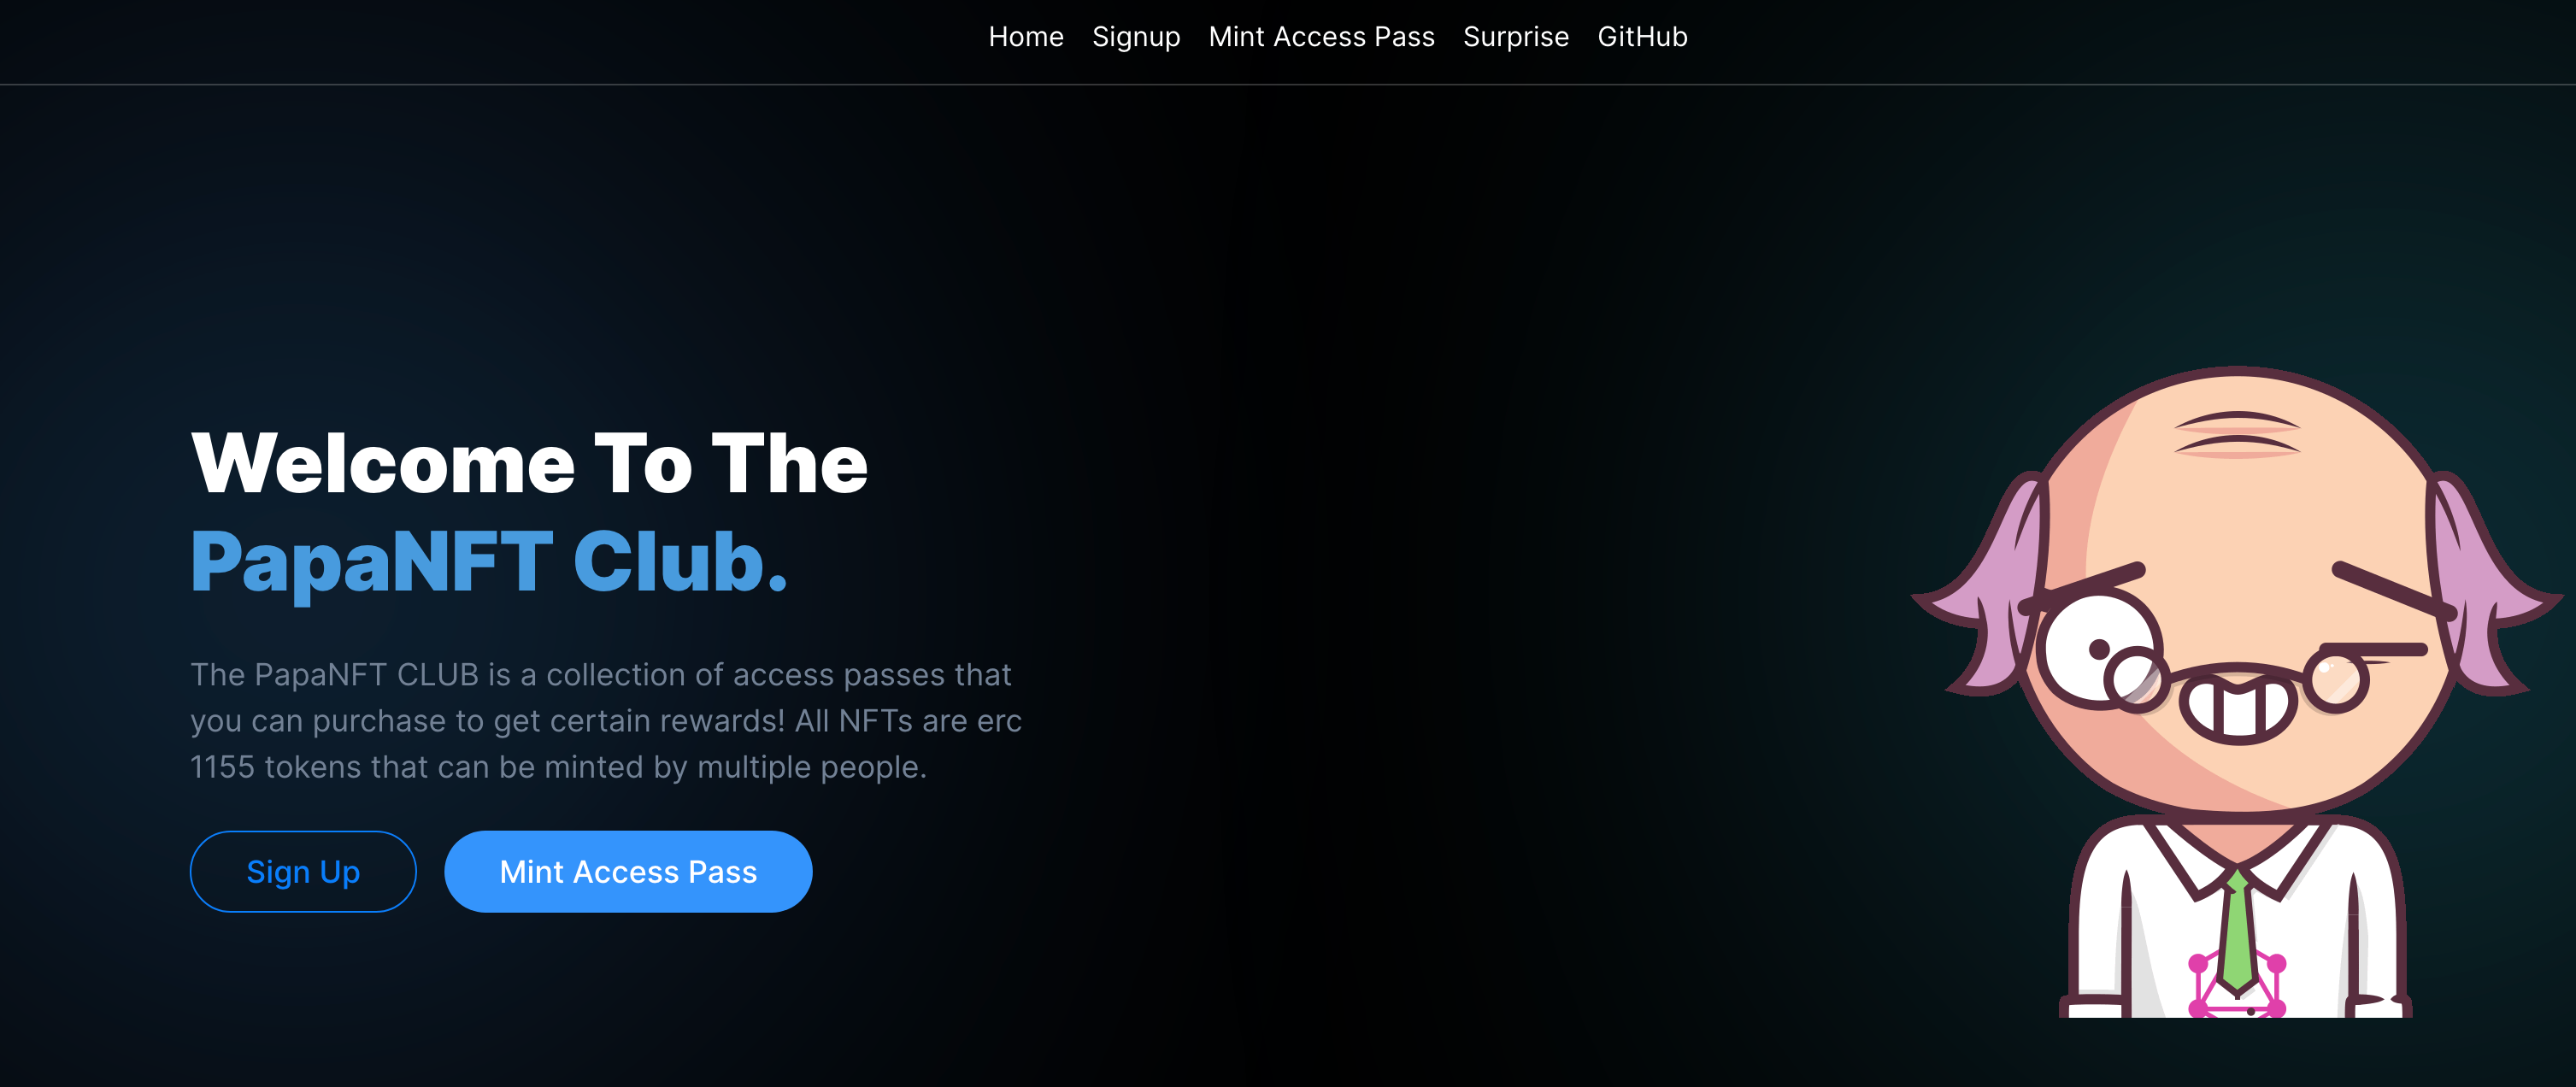 Home Signup Mint Access Pass Surprise GitHub
Welcome To The
PapaNFT Club.
The PapaNFT CLUB is a collection of access passes that
you can purchase to get certain rewards! All NFTs are erc
1155 tokens that can be minted by multiple people.
Sign Up Mint Access Pass